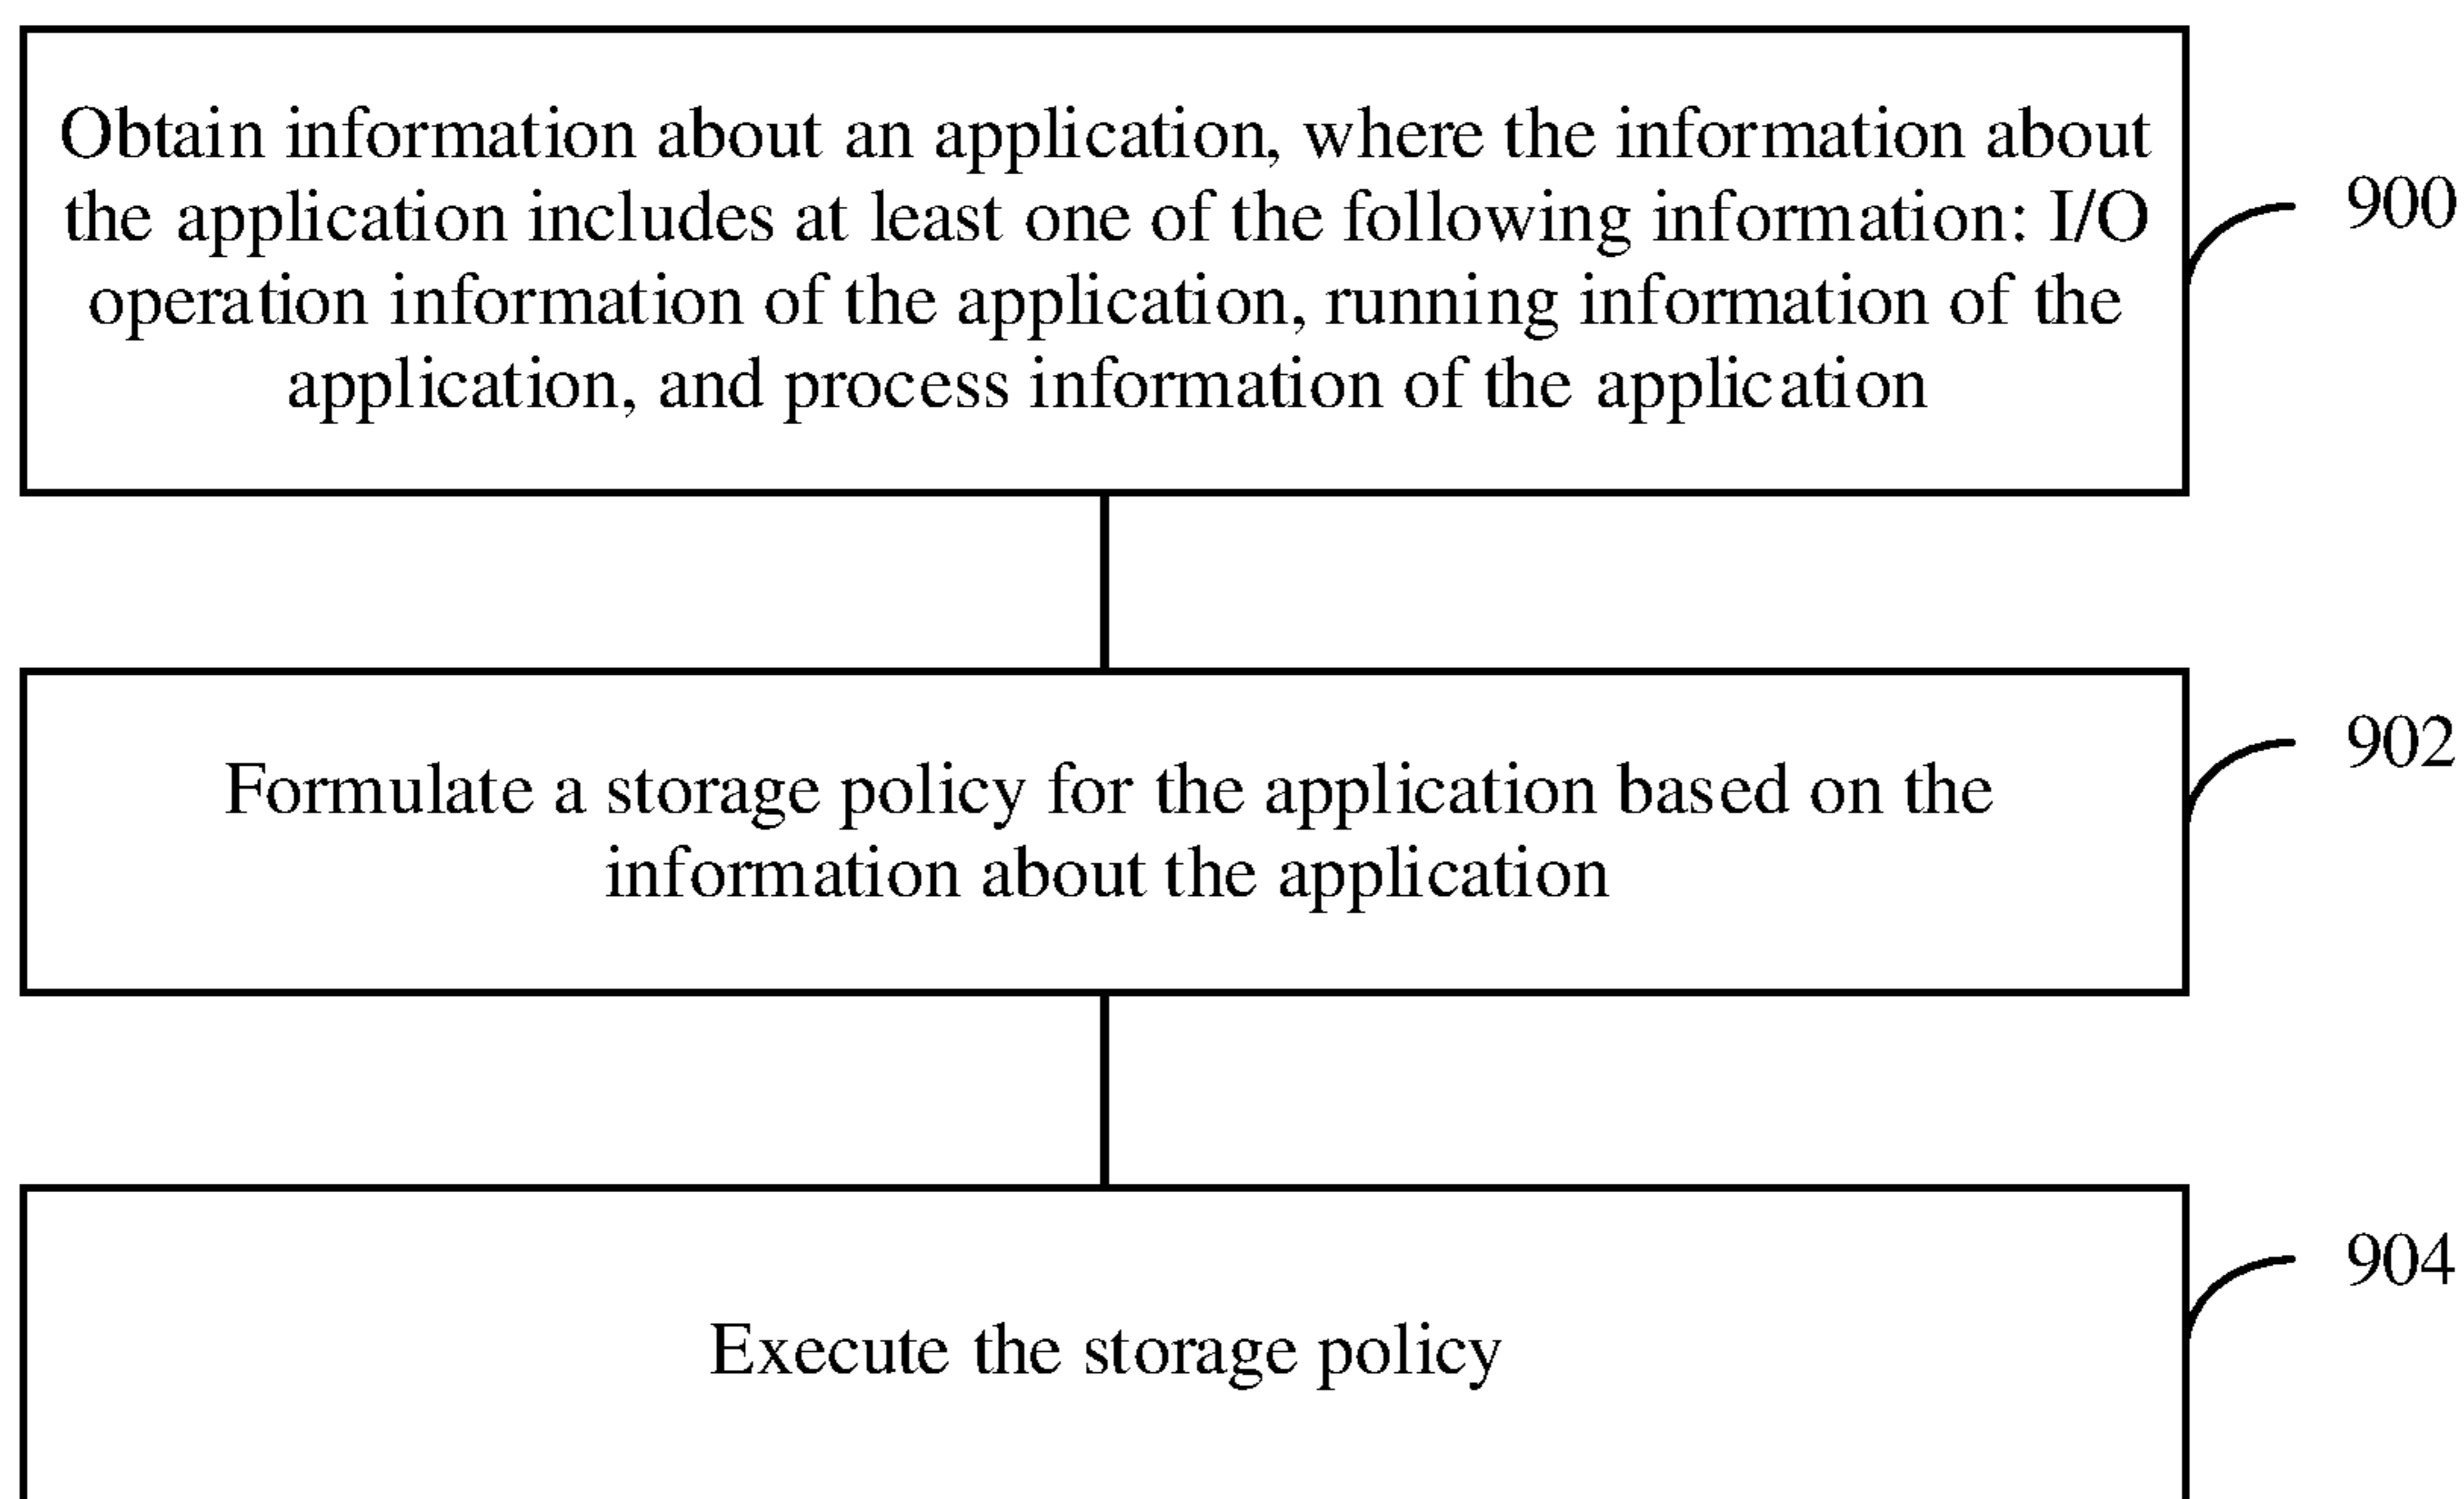 Obtain information about an application, where the information about
the application includes at least one of the following information: I/O
operation information of the application, running information of the
application, and process information of the application
900
Formulate a storage policy for the application based on the
information about the application
902
Execute the storage policy
904